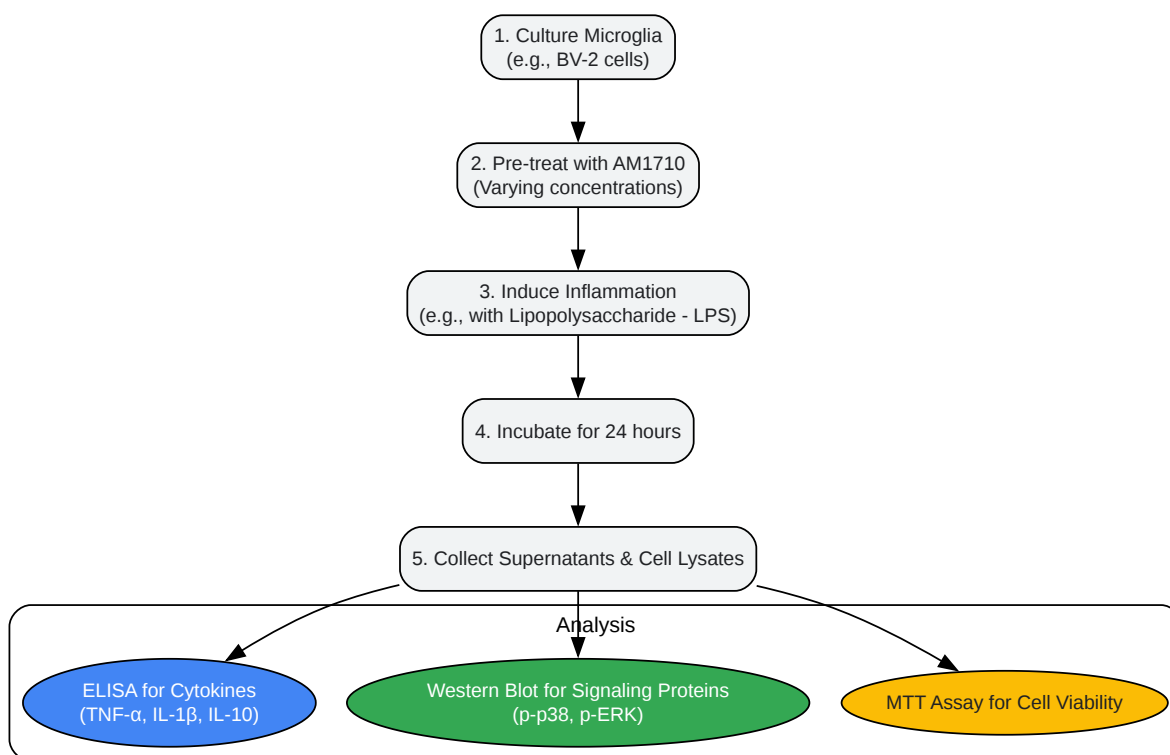 1. Culture Microglia
(e.g., BV-2 cells)
2. Pre-treat with AM1710
(Varying concentrations)
3. Induce Inflammation
(e.g., with Lipopolysaccharide - LPS)
4. Incubate for 24 hours
5. Collect Supernatants & Cell Lysates
Analysis
ELISA for Cytokines
(TNF-α, IL-1β, IL-10)
Western Blot for Signaling Proteins
(p-p38, p-ERK)
MTT Assay for Cell Viability